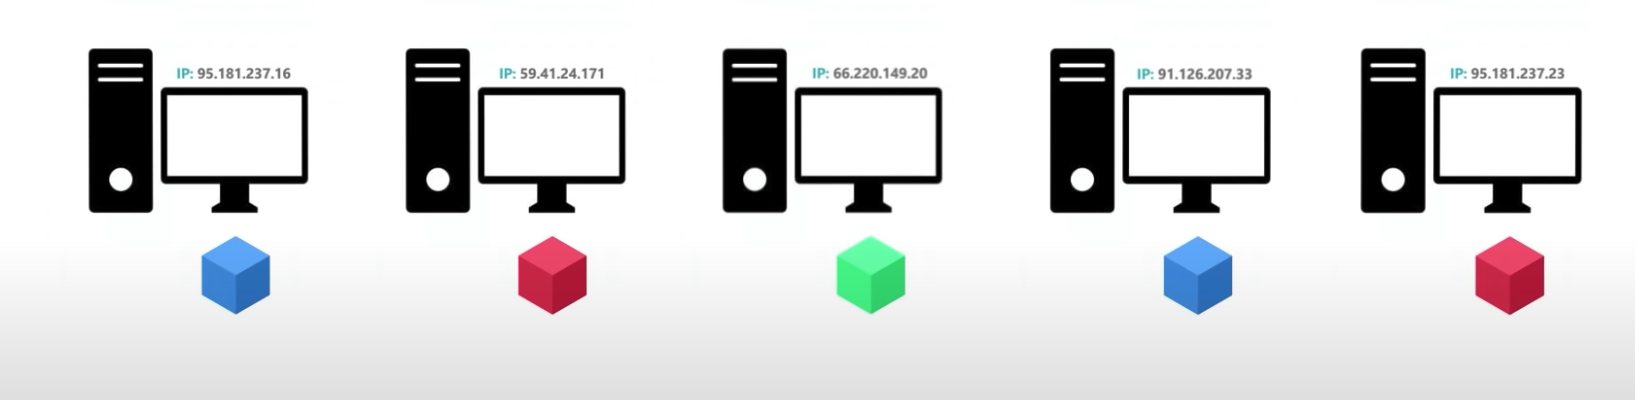 IP: 95.181.237.16
IP: 59.41.24.171
IP: 66.220.149.20
IP: 91.126.207.33
IP: 95.181.237.23